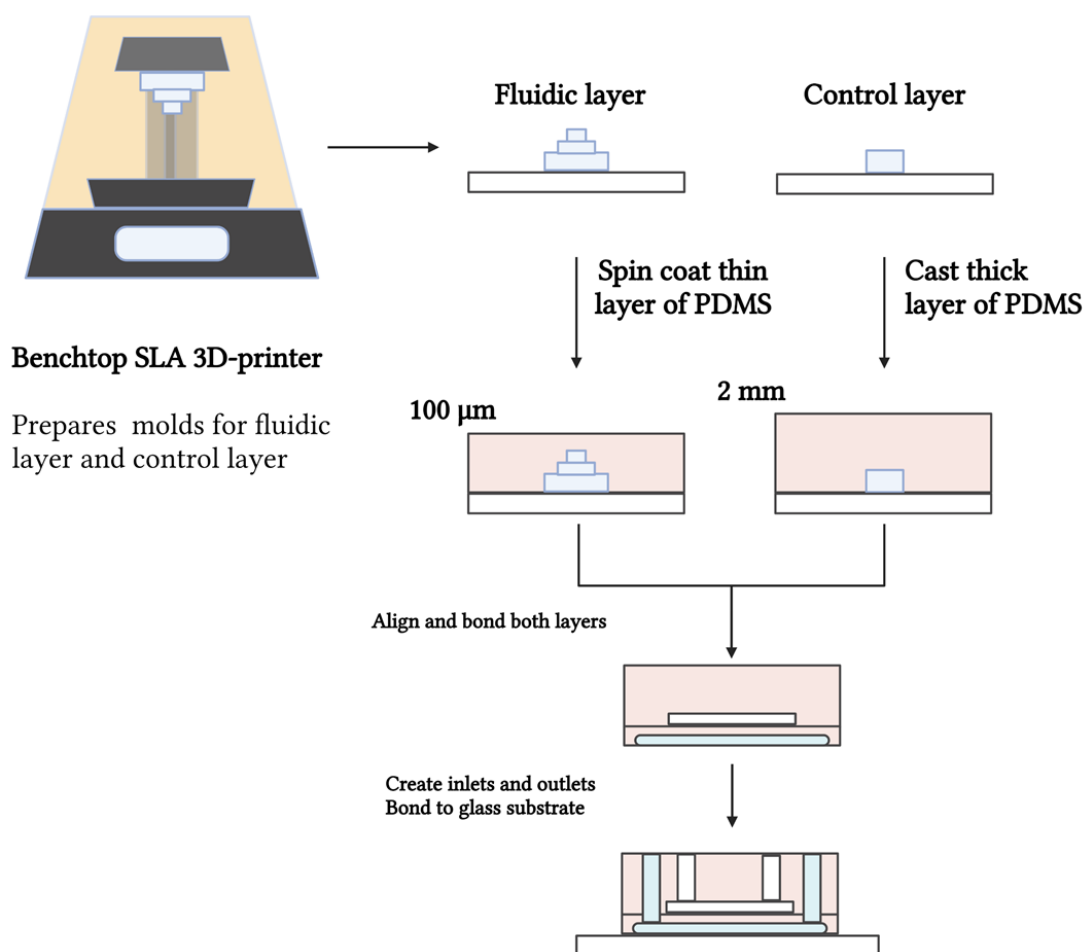 Fluidic layer
Control layer
Spin coat thin
layer of PDMS
Cast thick
layer of PDMS
Benchtop SLA 3D-printer
Prepares molds for fluidic
layer and control layer
100 µm
2 mm
Align and bond both layers
Create inlets and outlets
Bond to glass substrate